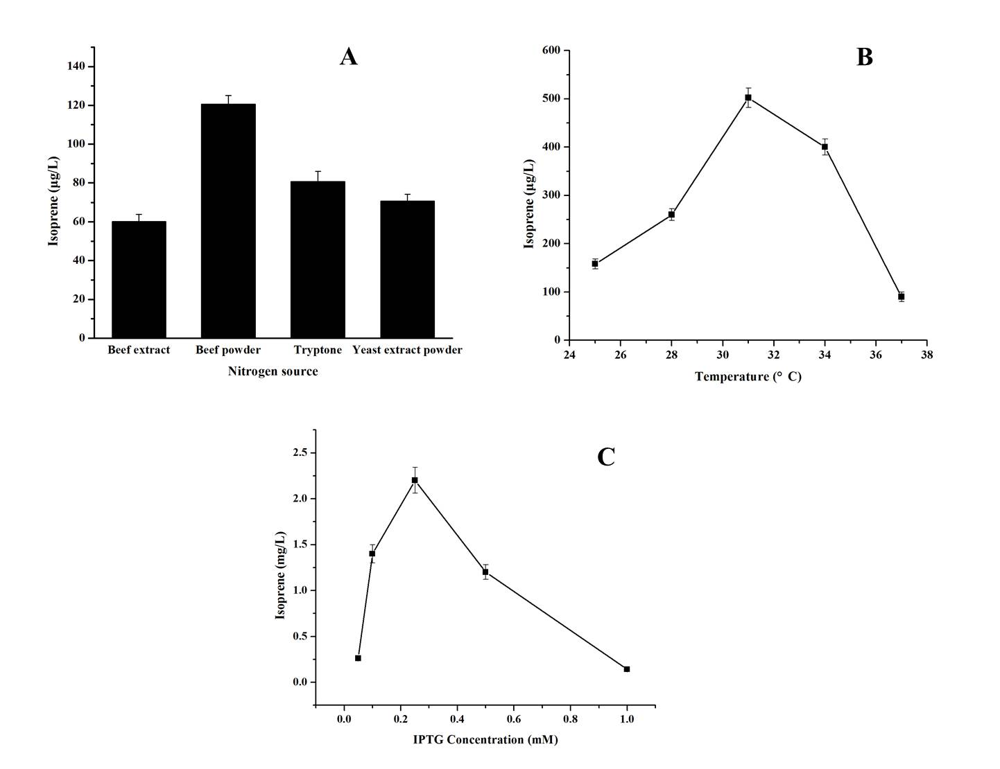 A
140
120
100
80
60
40
20
0
Isoprene (µg/L)
Beef extract Beef powder Tryptone Yeast extract powder
Nitrogen source
B
600
500
400
300
200
100
0
Isoprene (µg/L)
24 26 28 30 32 34 36 38
Temperature (° C)
C
2.5
2.0
1.5
1.0
0.5
0.0
Isoprene (mg/L)
0.0 0.2 0.4 0.6 0.8 1.0
IPTG Concentration (mM)